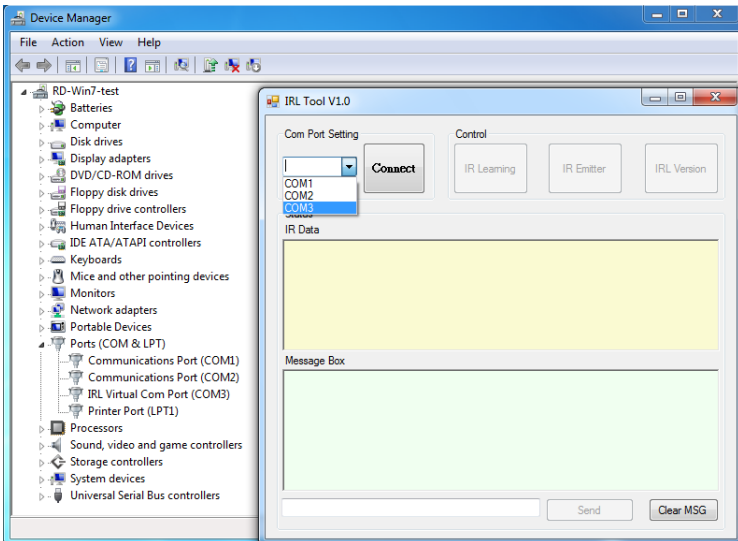 Device Manager
File Action View Help
RD-Win7-test
Batteries
Computer
Disk drives
Display adapters
DVD/CD-ROM drives
Floppy disk drives
Floppy drive controllers
Human Interface Devices
IDE ATA/ATAPI controllers
Keyboards
Mice and other pointing devices
Monitors
Network adapters
Portable Devices
Ports (COM & LPT)
Communications Port (COM1)
Communications Port (COM2)
IRL Virtual Com Port (COM3)
Printer Port (LPT1)
Processors
Sound, video and game controllers
Storage controllers
System devices
Universal Serial Bus controllers
IRL Tool V1.0
Com Port Setting
Connect
COM1
COM2
COM3
Control
IR Learning
IR Emitter
IRL Version
Status
IR Data
Message Box
Send
Clear MSG